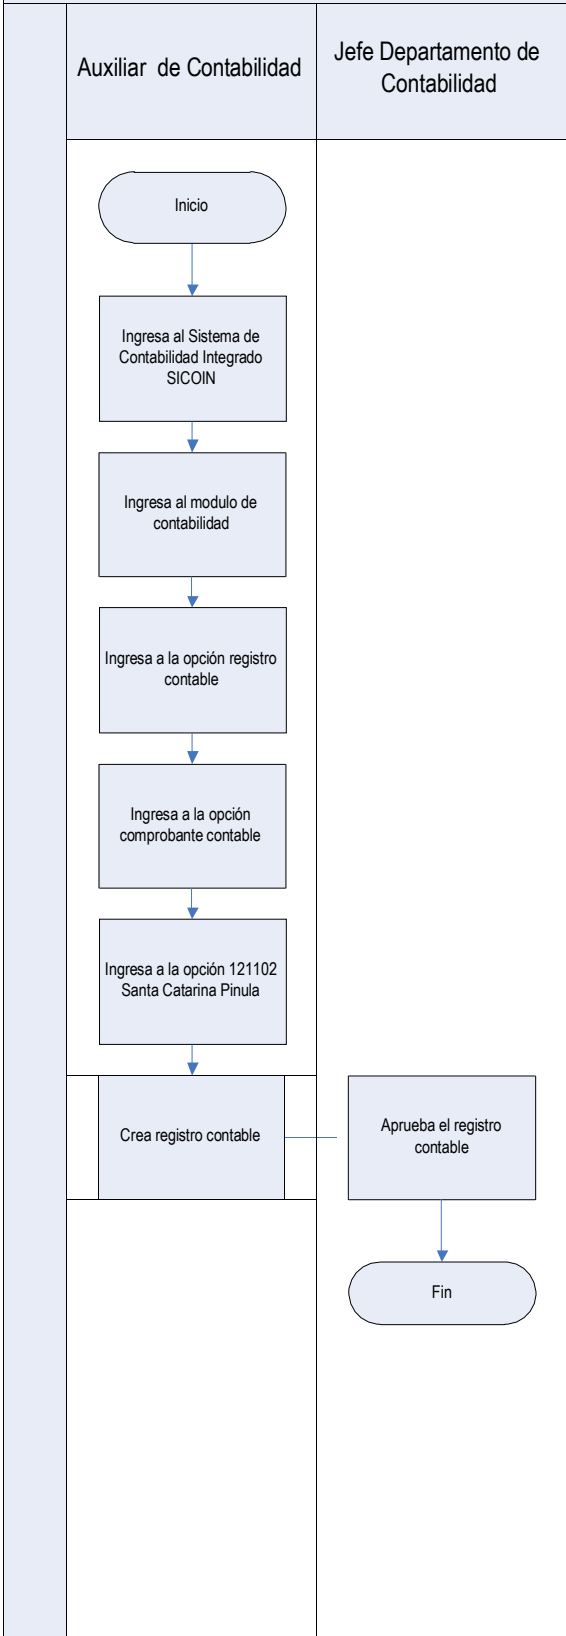 Auxiliar de Contabilidad
Jefe Departamento de
Contabilidad
Inicio
Ingresa al Sistema de
Contabilidad Integrado
SICOIN
Ingresa al modulo de
contabilidad
Ingresa a la opción registro
contable
Ingresa a la opción
comprobante contable
Ingresa a la opción 121102
Santa Catarina Pinula
Crea registro contable
Aprueba el registro
contable
Fin